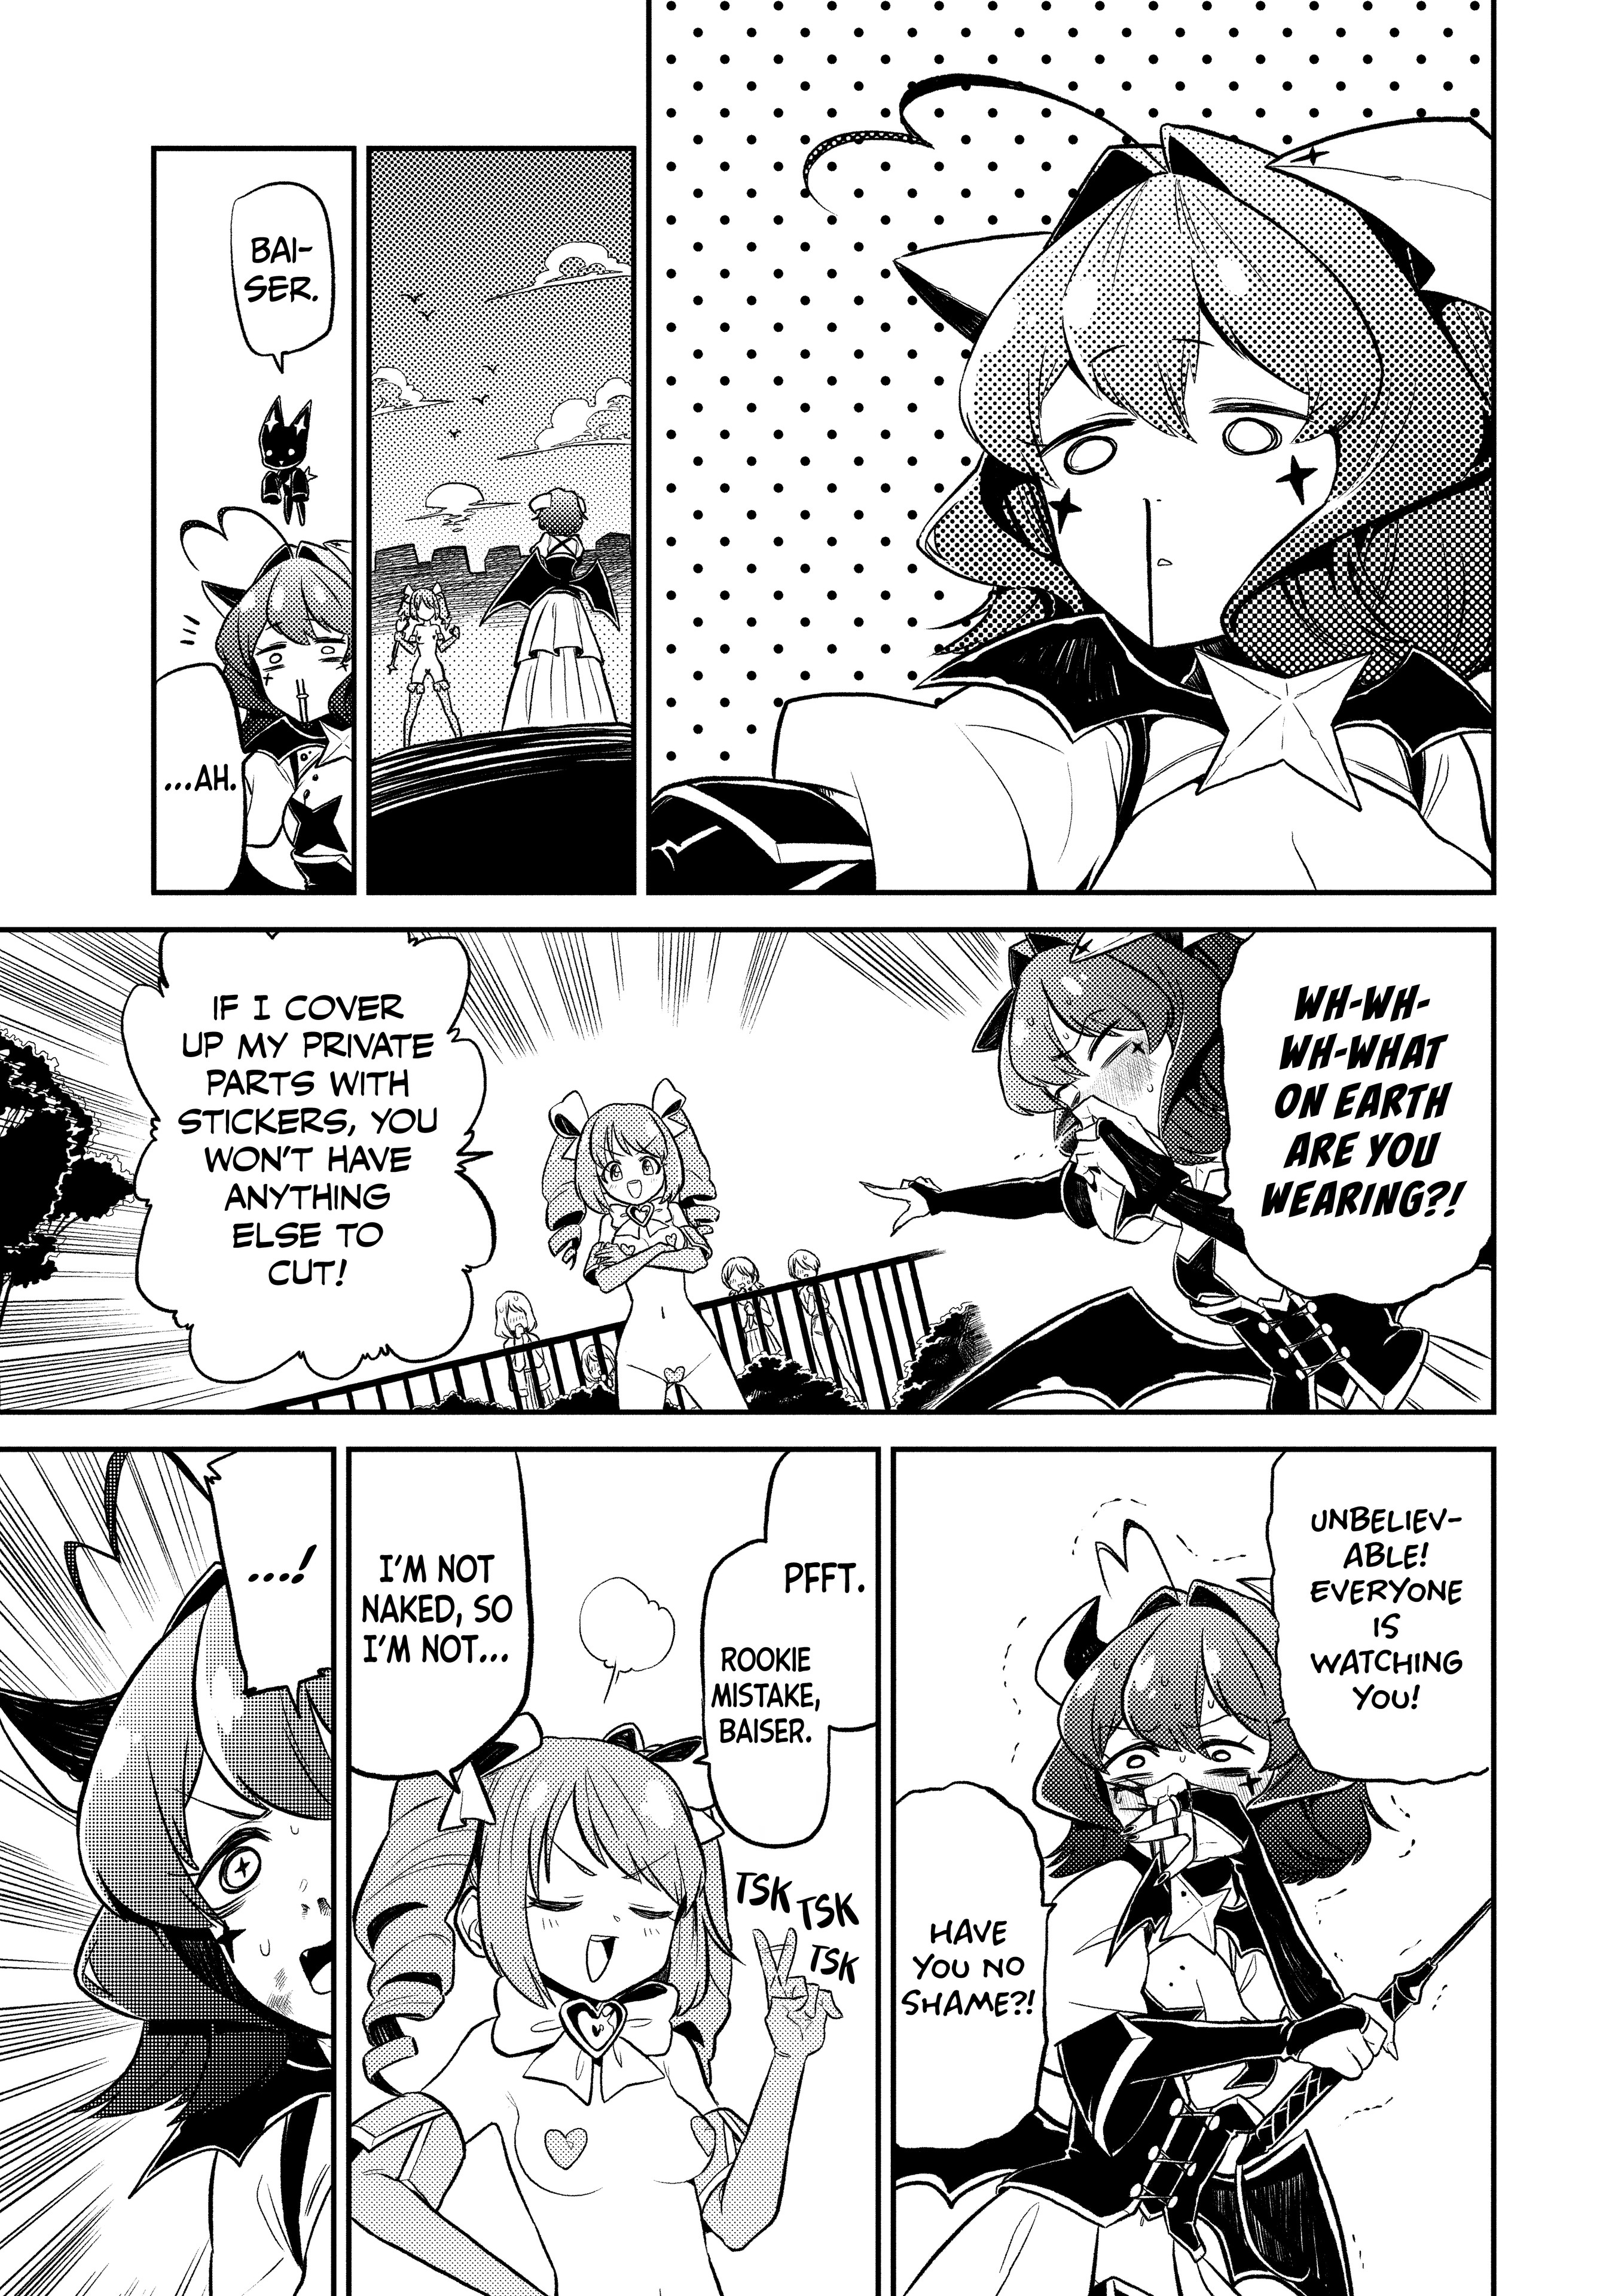 BAI-
SER.
...AH.
WH-WH-
WH-WHAT
ON EARTH
ARE YOU
WEARING?!
IF I COVER
UP MY PRIVATE
PARTS WITH
STICKERS, YOU
WON'T HAVE
ANYTHING
ELSE TO
CUT!
UNBELIEV-
ABLE!
EVERYONE
IS
WATCHING
YOU!
HAVE
YOU NO
SHAME?!
PFFT.
ROOKIE
MISTAKE,
BAISER.
TSK
TSK
TSK
I'M NOT
NAKED, SO
I'M NOT...
...!